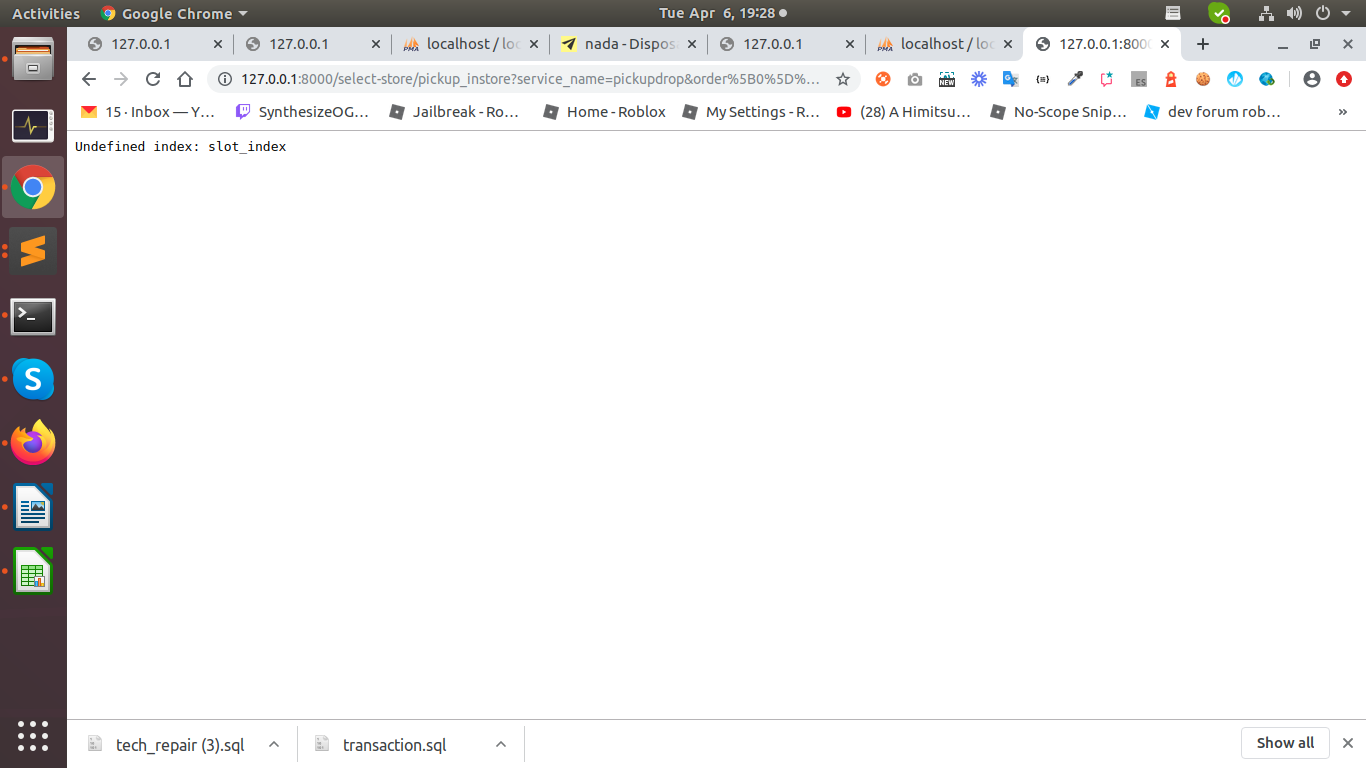 Activities Google Chrome Tue Apr 6, 19:28
127.0.0.1 127.0.0.1 localhost / loc nada - Dispos 127.0.0.1 localhost / loc 127.0.0.1:800
127.0.0.1:8000/select-store/pickup_instore?service_name=pickupdrop&order%5B0%5D%... NEW ES
15 · Inbox — Y... SynthesizeOG... Jailbreak - Ro... Home - Roblox My Settings - R... (28) A Himitsu... No-Scope Snip... dev forum rob... »
Undefined index: slot_index
tech_repair (3).sql transaction.sql Show all